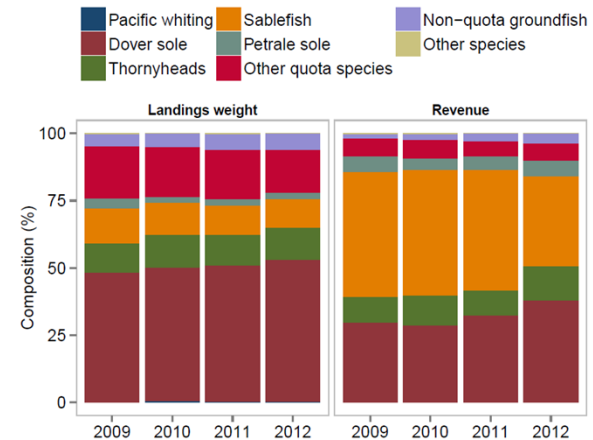 Pacific whiting Sablefish Non−quota groundfish
Dover sole Petrale sole Other species
Thornyheads Other quota species
Landings weight Revenue
100
75
50
25
0
Composition (%)
2009 2010 2011 2012 2009 2010 2011 2012